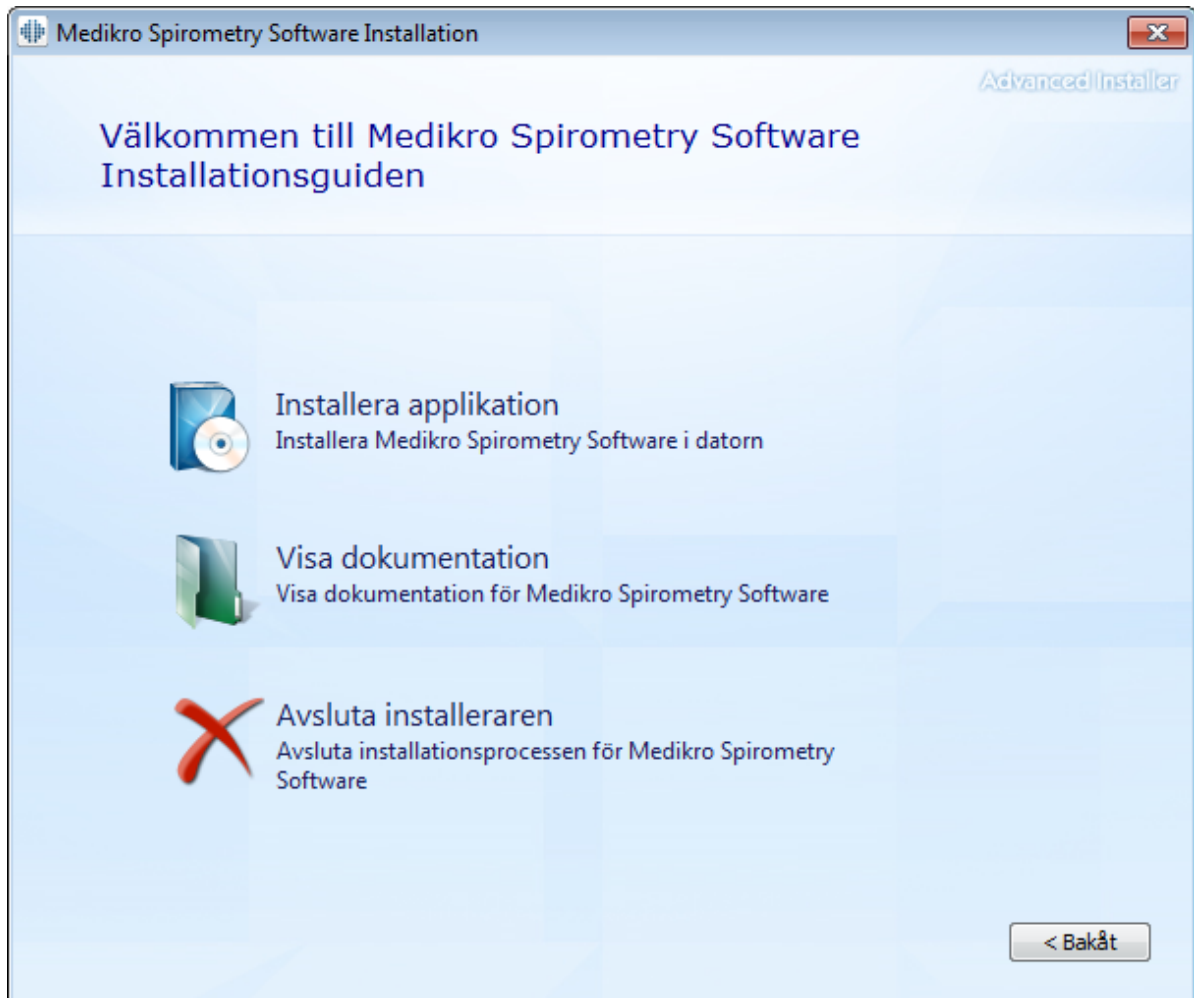 Medikro Spirometry Software Installation
Advanced Installer
Välkommen till Medikro Spirometry Software
Installationsguiden
Installera applikation
Installera Medikro Spirometry Software i datorn
Visa dokumentation
Visa dokumentation för Medikro Spirometry Software
Avsluta installeraren
Avsluta installationsprocessen för Medikro Spirometry
Software
< Bakåt